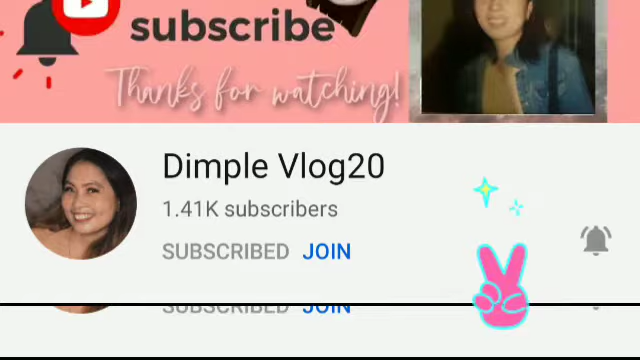 subscribe
Thanks for watching!
Dimple Vlog20
1.41K subscribers
SUBSCRIBED JOIN
SUBSCRIBED JOIN